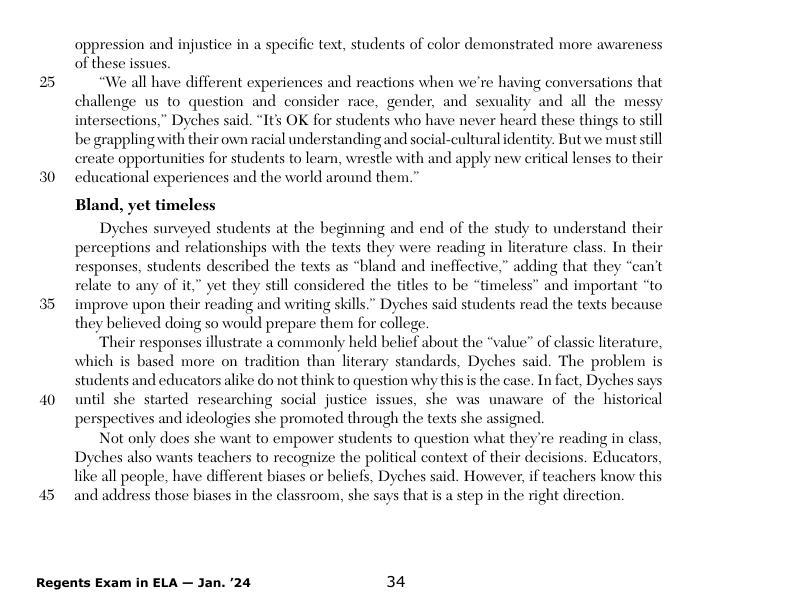 oppression and injustice in a specific text, students of color demonstrated more awareness
of these issues.
25 “We all have different experiences and reactions when we’re having conversations that
challenge us to question and consider race, gender, and sexuality and all the messy
intersections,” Dyches said. “It’s OK for students who have never heard these things to still
be grappling with their own racial understanding and social-cultural identity. But we must still
create opportunities for students to learn, wrestle with and apply new critical lenses to their
30 educational experiences and the world around them.”
Bland, yet timeless
Dyches surveyed students at the beginning and end of the study to understand their
perceptions and relationships with the texts they were reading in literature class. In their
responses, students described the texts as “bland and ineffective,” adding that they “can’t
relate to any of it,” yet they still considered the titles to be “timeless” and important “to
35 improve upon their reading and writing skills.” Dyches said students read the texts because
they believed doing so would prepare them for college.
Their responses illustrate a commonly held belief about the “value” of classic literature,
which is based more on tradition than literary standards, Dyches said. The problem is
students and educators alike do not think to question why this is the case. In fact, Dyches says
40 until she started researching social justice issues, she was unaware of the historical
perspectives and ideologies she promoted through the texts she assigned.
Not only does she want to empower students to question what they’re reading in class,
Dyches also wants teachers to recognize the political context of their decisions. Educators,
like all people, have different biases or beliefs, Dyches said. However, if teachers know this
45 and address those biases in the classroom, she says that is a step in the right direction.
Regents Exam in ELA — Jan. ’24 34